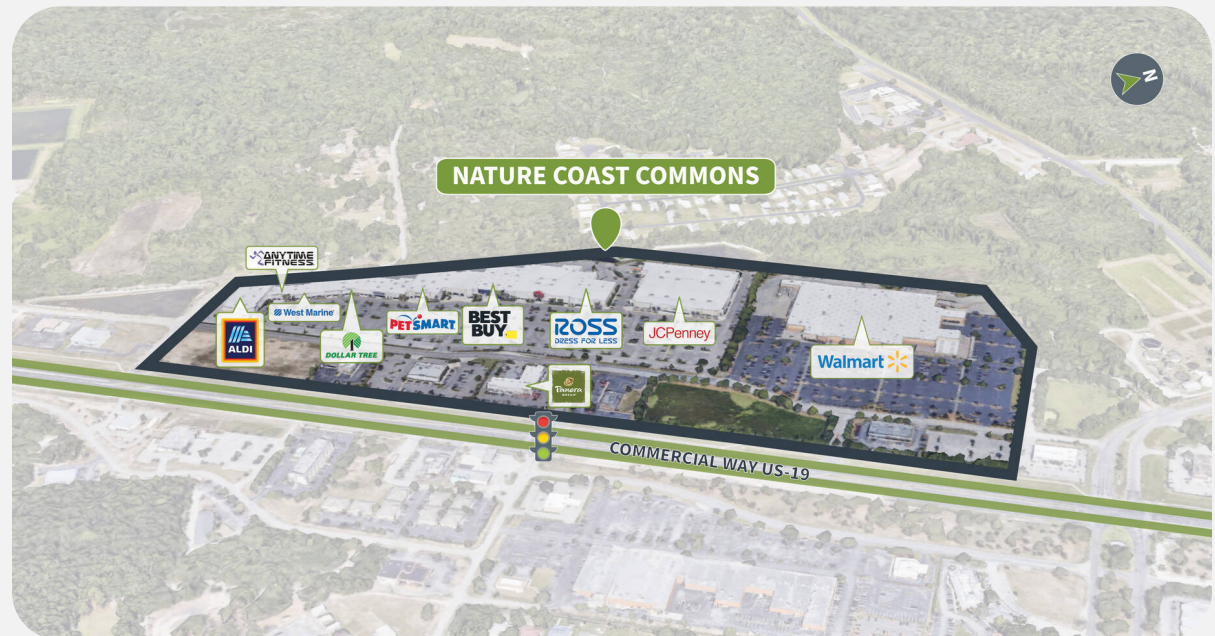 N
NATURE COAST COMMONS
ANYTIME
FITNESS
West Marine
ALDI
DOLLAR TREE
PETSMART
BEST
BUY
ROSS
DRESS FOR LESS
JCPenney
Walmart
Panera
BREAD
COMMERCIAL WAY US-19